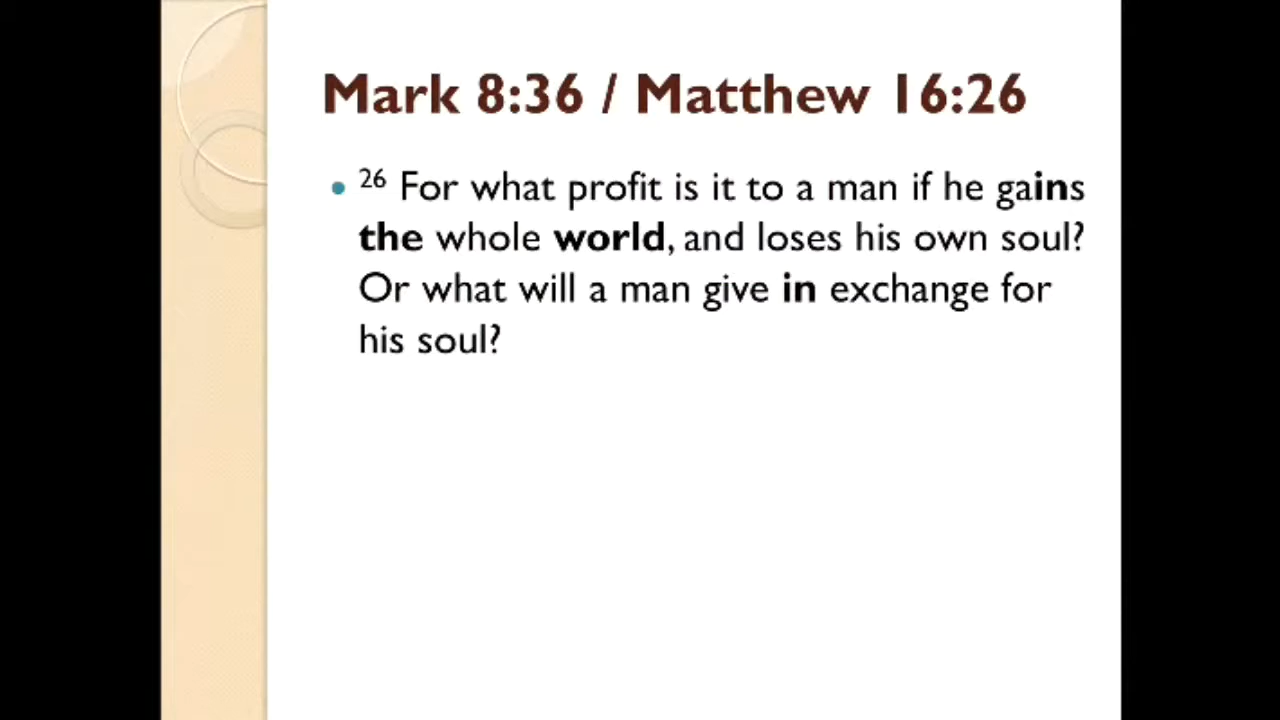 Mark 8:36 / Matthew 16:26
• 26 For what profit is it to a man if he gains
the whole world, and loses his own soul?
Or what will a man give in exchange for
his soul?